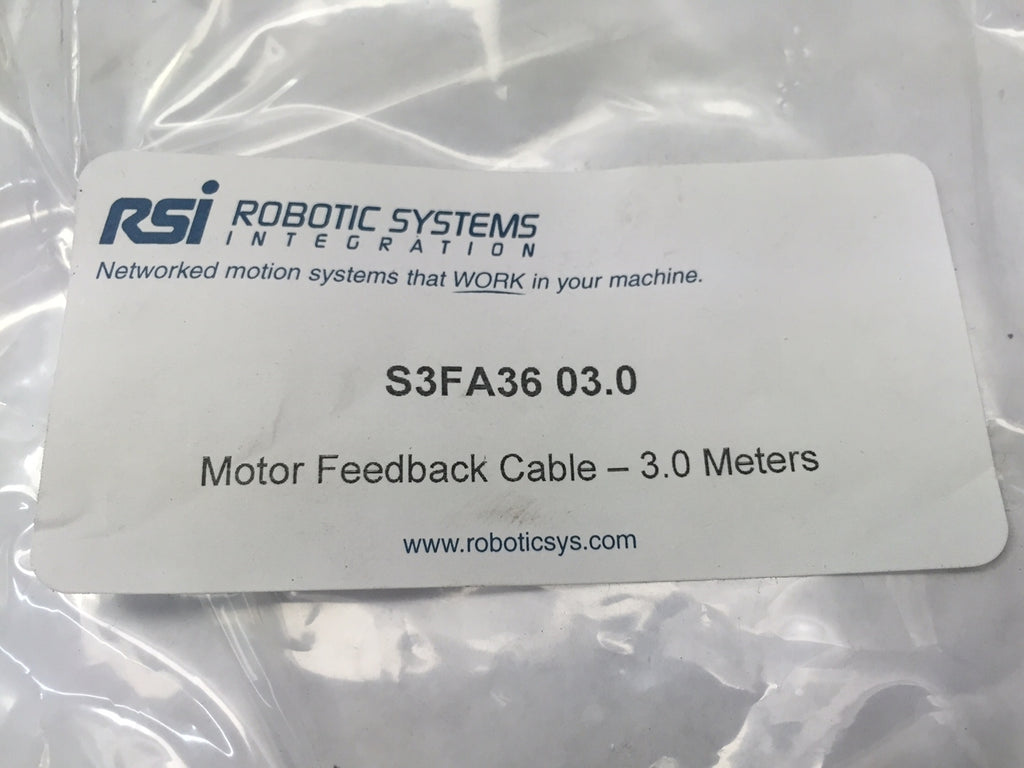 RSi ROBOTIC SYSTEMS
INTEGRATION
Networked motion systems that WORK in your machine.
S3FA36 03.0
Motor Feedback Cable – 3.0 Meters
www.roboticsys.com